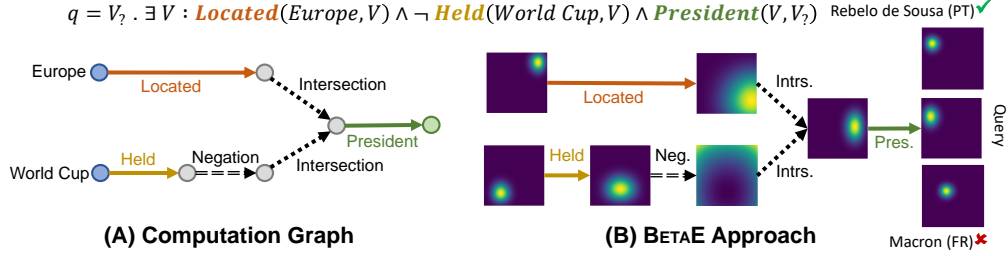 q = V? . ∃ V : Located(Europe, V) ∧ ¬ Held(World Cup, V) ∧ President(V, V?)
Rebelo de Sousa (PT) ✓
Europe
Located
Intersection
World Cup
Held
Negation
Intersection
President
Located
Intrs.
Held
Neg.
Intrs.
Pres.
Query
Macron (FR) ✘
(A) Computation Graph
(B) BETAE Approach